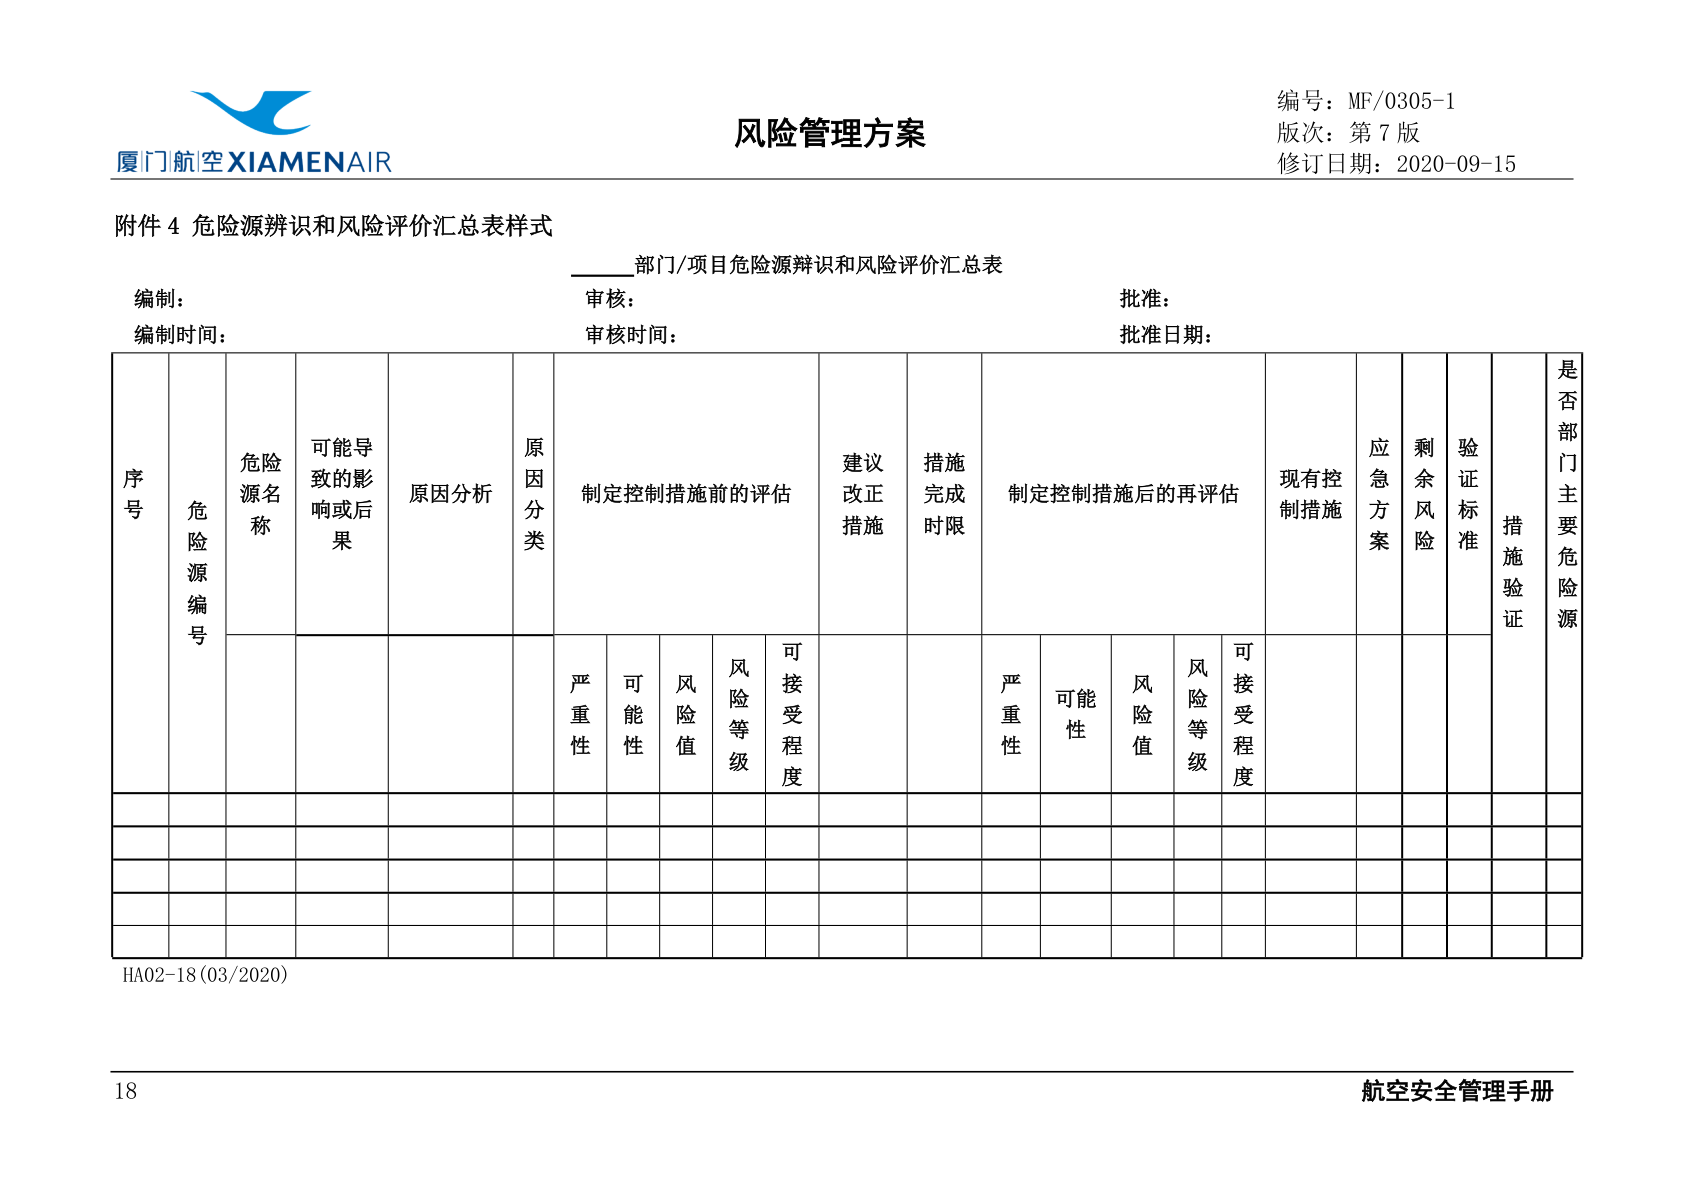 厦门航空XIAMENAIR
风险管理方案
编号：MF/0305-1
版次：第 7 版
修订日期：2020-09-15
附件 4 危险源辨识和风险评价汇总表样式
______部门/项目危险源辩识和风险评价汇总表
编制：
审核：
批准：
编制时间：
审核时间：
批准日期：
序
号
危
险
源
编
号
危险
源名
称
可能导
致的影
响或后
果
原因分析
原
因
分
类
制定控制措施前的评估
建议
改正
措施
措施
完成
时限
制定控制措施后的再评估
现有控
制措施
应
急
方
案
剩
余
风
险
验
证
标
准
措
施
验
证
是
否
部
门
主
要
危
险
源
严
重
性
可
能
性
风
险
值
风
险
等
级
可
接
受
程
度
严
重
性
可能
性
风
险
值
风
险
等
级
可
接
受
程
度
HA02-18(03/2020)
18
航空安全管理手册